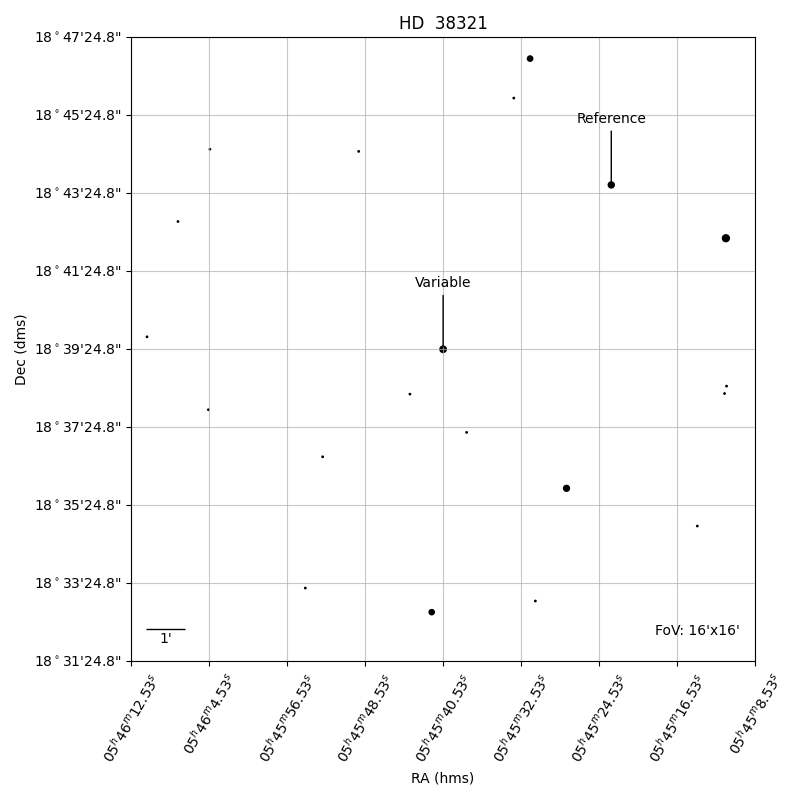 HD 38321
18°47'24.8"
18°45'24.8"
18°43'24.8"
18°41'24.8"
18°39'24.8"
18°37'24.8"
18°35'24.8"
18°33'24.8"
18°31'24.8"
Dec (dms)
Reference
Variable
1'
FoV: 16'x16'
05ʰ46ᵐ12.53ˢ
05ʰ46ᵐ4.53ˢ
05ʰ45ᵐ56.53ˢ
05ʰ45ᵐ48.53ˢ
05ʰ45ᵐ40.53ˢ
05ʰ45ᵐ32.53ˢ
05ʰ45ᵐ24.53ˢ
05ʰ45ᵐ16.53ˢ
05ʰ45ᵐ8.53ˢ
RA (hms)